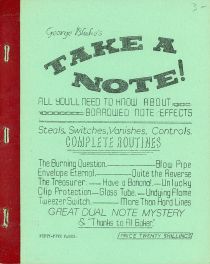 3-
George Blake's
TAKE A
NOTE!
ALL YOU'LL NEED TO KNOW ABOUT
BORROWED NOTE EFFECTS
Steals, Switches, Vanishes, Controls.
COMPLETE ROUTINES
The Burning Question. Blow Pipe
Envelope Eternal. Quite the Reverse
The Treasurer. Have a Banana! Unlucky
Clip Protection. Glass Tube. Undying Flame
Tweezer Switch. More Than Hard Lines
GREAT DUAL NOTE MYSTERY
& "Thanks to Al Baker"
PRICE TWENTY SHILLINGS